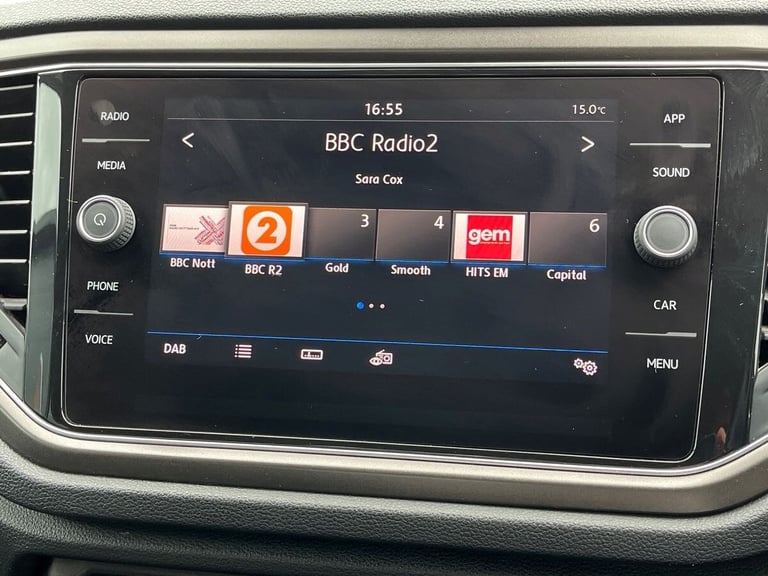 RADIO
MEDIA
PHONE
VOICE
16:55
15.0°C
< BBC Radio2 >
Sara Cox
2
3
4
gem
6
BBC Nott
BBC R2
Gold
Smooth
HITS EM
Capital
DAB
APP
SOUND
CAR
MENU